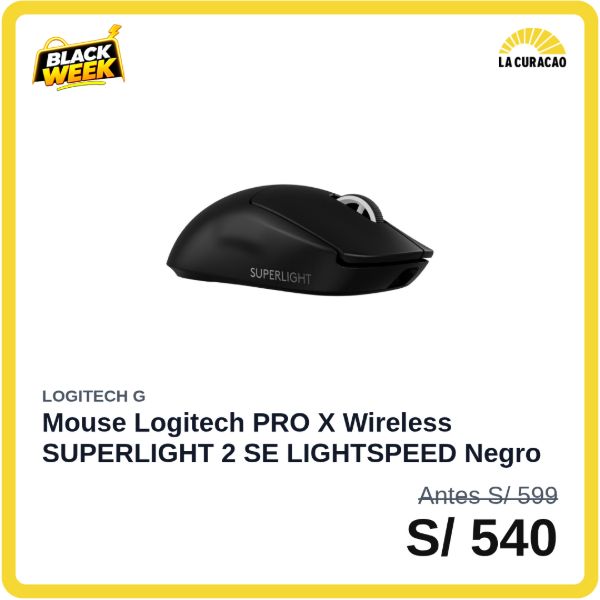 BLACK
WEEK
LA CURACAO
SUPERLIGHT
LOGITECH G
Mouse Logitech PRO X Wireless
SUPERLIGHT 2 SE LIGHTSPEED Negro
Antes S/ 599
S/ 540